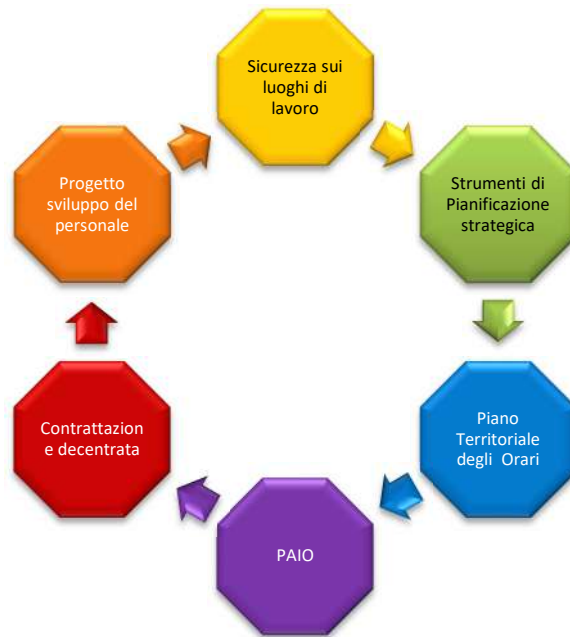 Sicurezza sui
luoghi di
lavoro
Strumenti di
Pianificazione
strategica
Piano
Territoriale
degli Orari
PAIO
Contrattazion
e decentrata
Progetto
sviluppo del
personale